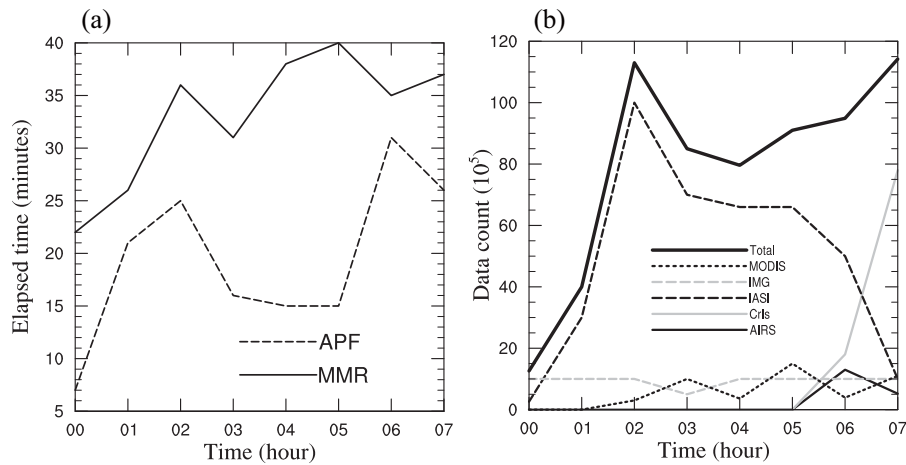 (a)
Elapsed time (minutes)
40
35
30
25
20
15
10
5
APF
MMR
00 01 02 03 04 05 06 07
Time (hour)
(b)
Data count (10⁵)
120
100
80
60
40
20
0
Total
MODIS
IMG
IASI
CrIs
AIRS
00 01 02 03 04 05 06 07
Time (hour)